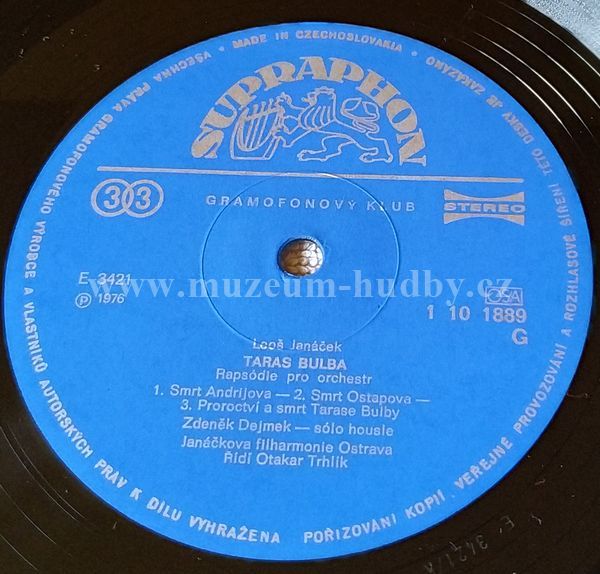 VŠECHNA PRÁVA GRAMOFONOVÉHO VÝROBCE A VLASTNÍKŮ AUTORSKÝCH PRÁV K DÍLU VYHRAŽENA
POŘIZOVÁNÍ KOPIÍ, VEŘEJNÉ PROVOZOVÁNÍ A ROZHLASOVÉ ŠÍŘENÍ TÉTO DESKY JE ZAKÁZÁNO
• MADE IN CZECHOSLOVAKIA •
SUPRAPHON
33
GRAMOFONOVÝ KLUB
STEREO
E 3421
Ⓟ 1976
www.muzeum-hudby.cz
OSA
1 10 1889
G
Leoš Janáček
TARAS BULBA
Rapsódie pro orchestr
1. Smrt Andrijova — 2. Smrt Ostapova —
3. Proroctví a smrt Tarase Bulby
Zdeněk Dejmek — sólo housle
Janáčkova filharmonie Ostrava
Řídí Otakar Trhlík